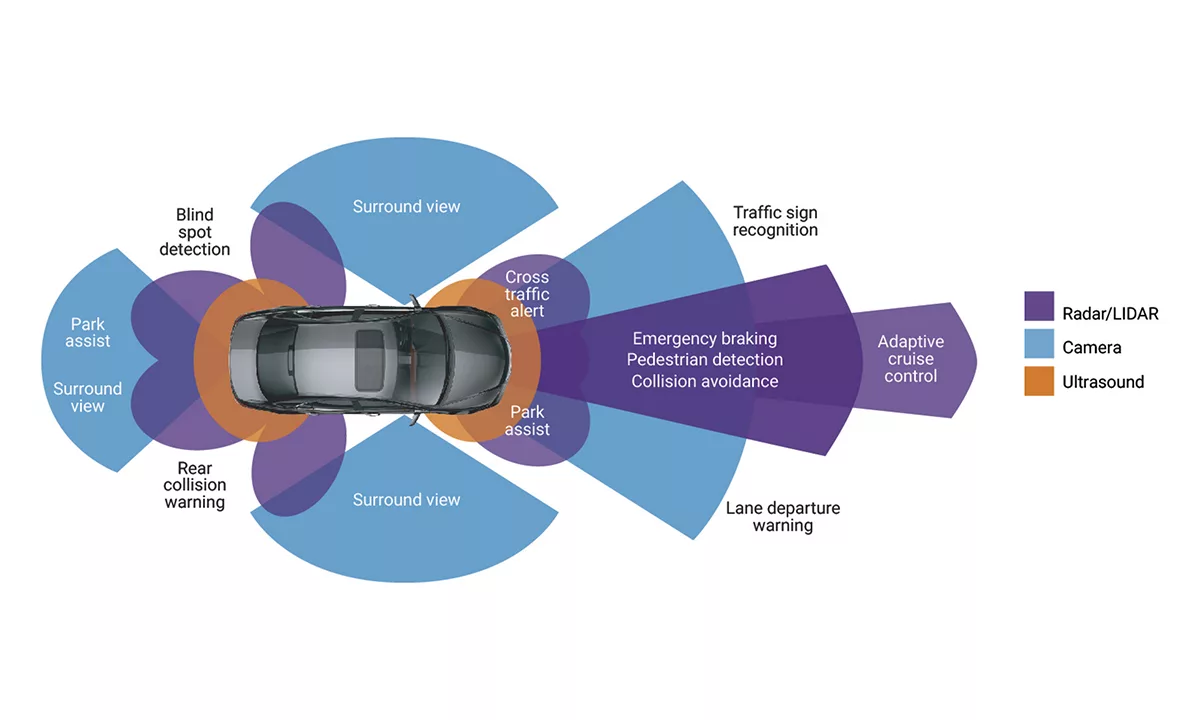 Surround view
Blind
spot
detection
Traffic sign
recognition
Cross
traffic
alert
Park
assist
Surround
view
Emergency braking
Pedestrian detection
Collision avoidance
Adaptive
cruise
control
Radar/LIDAR
Camera
Ultrasound
Park
assist
Rear
collision
warning
Surround view
Lane departure
warning